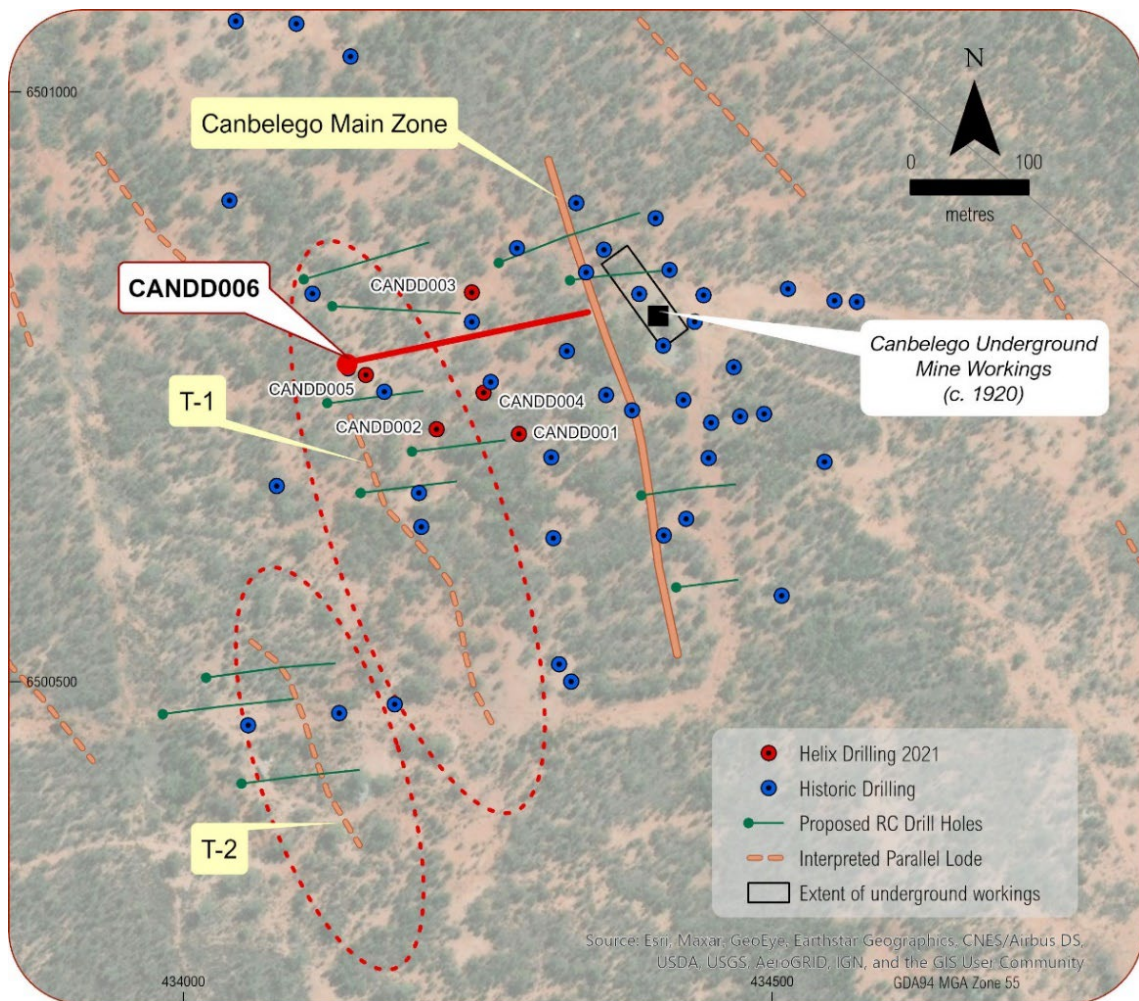 6501000
Canbelego Main Zone
N
0
100
metres
CANDD006
CANDD003
Canbelego Underground
Mine Workings
(c. 1920)
CANDD005
CANDD004
T-1
CANDD002
CANDD001
6500500
T-2
Helix Drilling 2021
Historic Drilling
Proposed RC Drill Holes
Interpreted Parallel Lode
Extent of underground workings
Source: Esri, Maxar, GeoEye, Earthstar Geographics, CNES/Airbus DS,
USDA, USGS, AeroGRID, IGN, and the GIS User Community
GDA94 MGA Zone 55
434000
434500